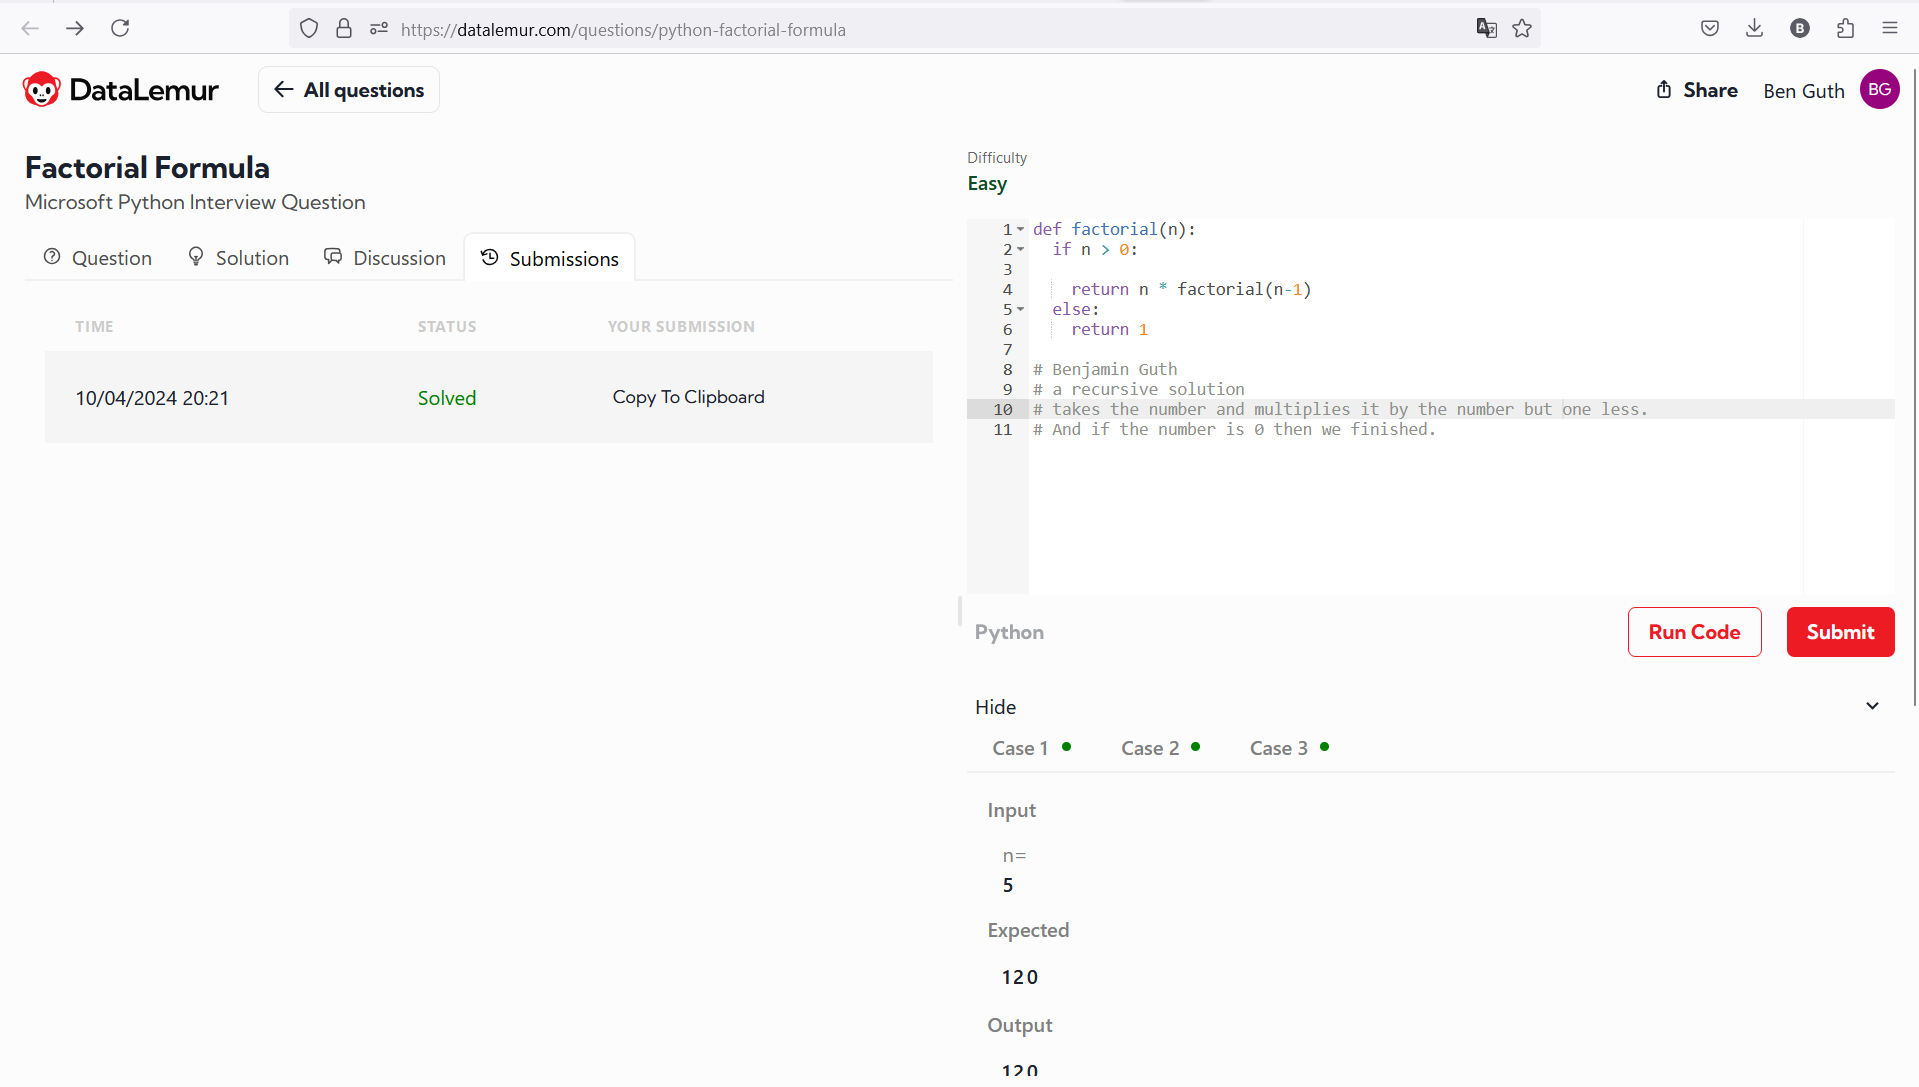 https://datalemur.com/questions/python-factorial-formula
B
DataLemur
All questions
Share
Ben Guth
BG
Factorial Formula
Microsoft Python Interview Question
Question
Solution
Discussion
Submissions
TIME
STATUS
YOUR SUBMISSION
10/04/2024 20:21
Solved
Copy To Clipboard
Difficulty
Easy
1 def factorial(n):
2   if n > 0:
3
4     return n * factorial(n-1)
5   else:
6     return 1
7
8 # Benjamin Guth
9 # a recursive solution
10 # takes the number and multiplies it by the number but one less.
11 # And if the number is 0 then we finished.
Python
Run Code
Submit
Hide
Case 1
Case 2
Case 3
Input
n=
5
Expected
120
Output
120